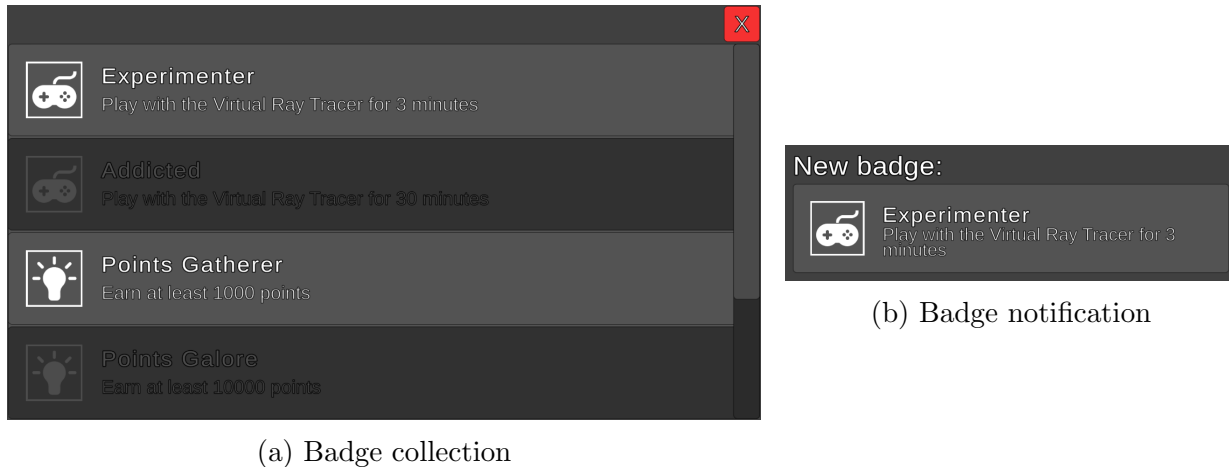 X
Experimenter
Play with the Virtual Ray Tracer for 3 minutes
Addicted
Play with the Virtual Ray Tracer for 30 minutes
Points Gatherer
Earn at least 1000 points
Points Galore
Earn at least 10000 points
(a) Badge collection
New badge:
Experimenter
Play with the Virtual Ray Tracer for 3
minutes
(b) Badge notification